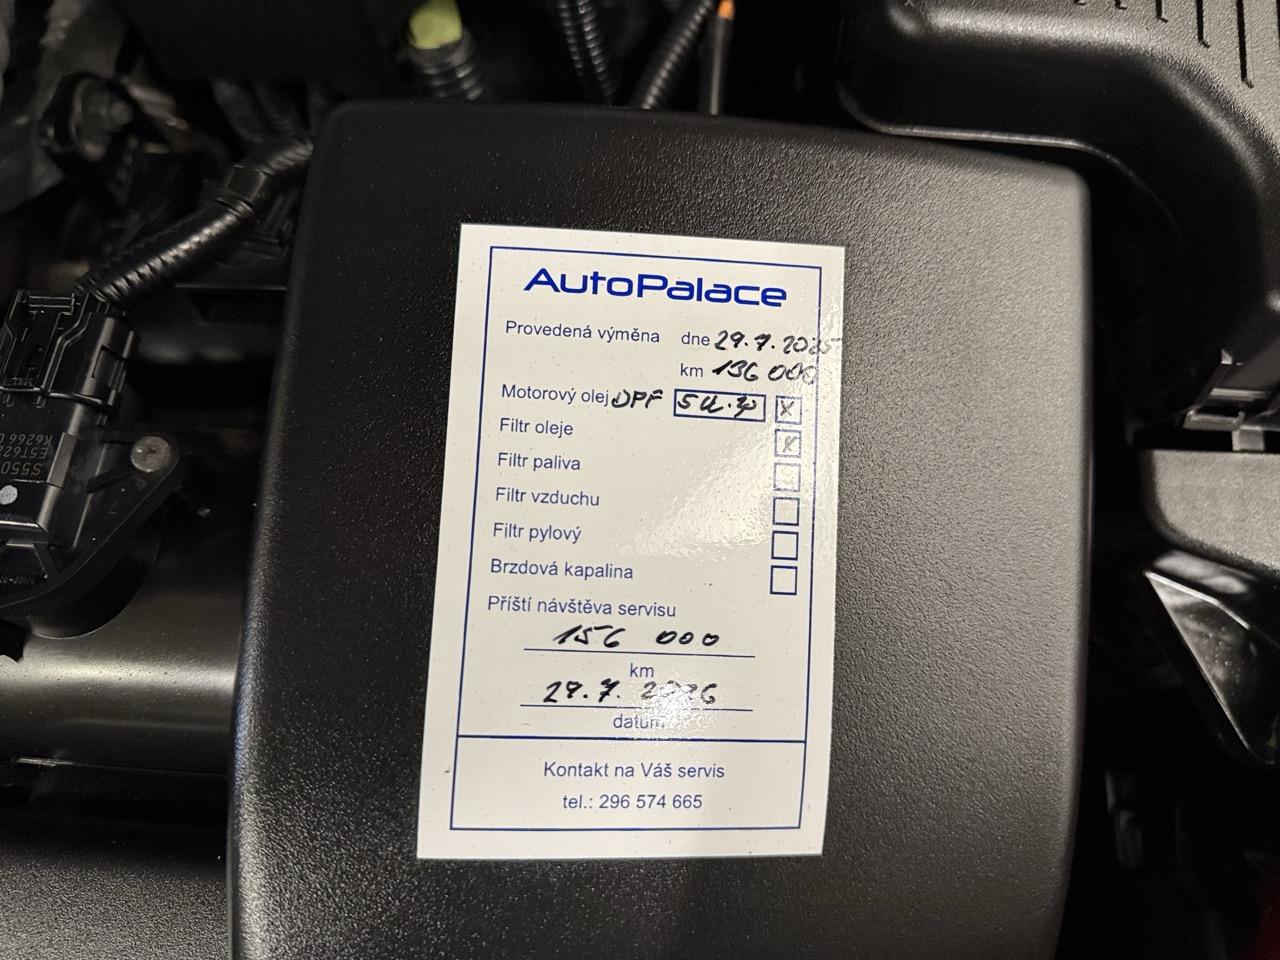 AutoPalace
Provedená výměna dne 29.7.2025
km 136 000
Motorový olej DPF X
Filtr oleje X
Filtr paliva
Filtr vzduchu
Filtr pylový
Brzdová kapalina
Příští návštěva servisu
156 000
km
29.7. 2026
datum
Kontakt na Váš servis
tel.: 296 574 665